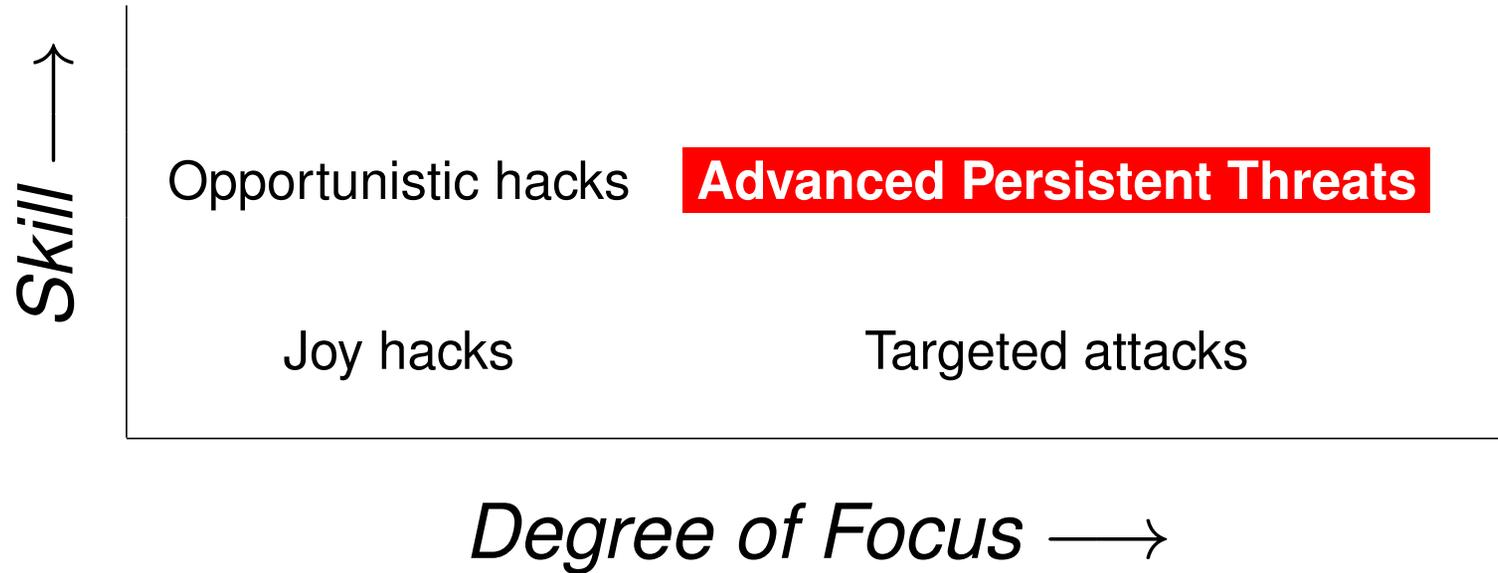 Skill
Opportunistic hacks
Advanced Persistent Threats
Joy hacks
Targeted attacks
Degree of Focus